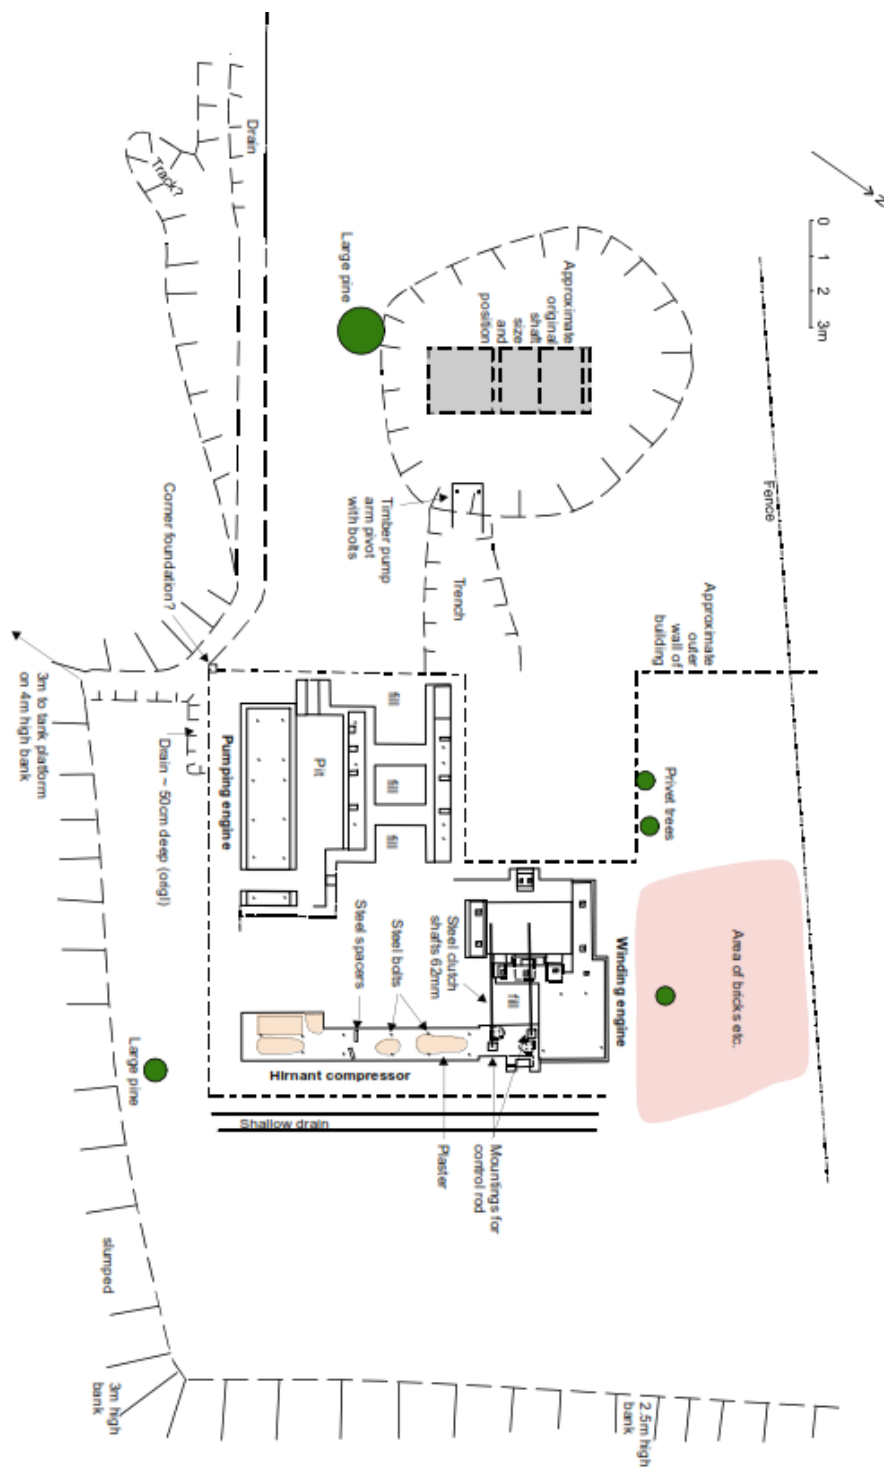 Drain
Track?
N
0 1 2 3m
Large pine
Approximate
original
shaft
size
and
position
Fence
Timber pump
arm pivot
with bolts
Trench
Corner foundation?
Approximate
outer
wall of
building
3m to tank platform
on 4m high bank
Drain ~ 50cm deep (origl)
Pumping engine
Pit
fill
fill
fill
Privet trees
Area of bricks etc.
Winding engine
Steel clutch
shafts 62mm
fill
Steel bolts
Steel spacers
Hirnant compressor
Large pine
Shallow drain
Plaster
Mountings for
control rod
slumped
3m high
bank
2.5m high
bank